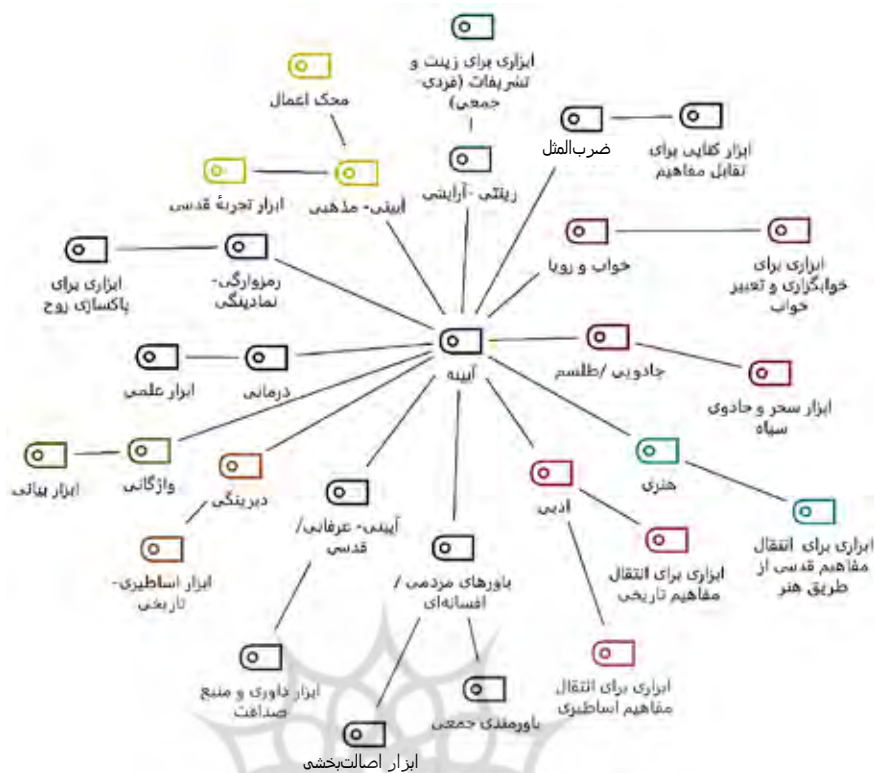 ابزاری برای زینت و
تشریفات (فردی-
جمعی)
محک اعمال
ضرب‌المثل
ابزار کفایی برای
تقابل مفاهیم
زینتی -آرایشی
آیینی- مذهبی
ابزار تجربهٔ قدسی
خواب و رویا
ابزاری برای
خوابگزاری و تعبیر
خواب
رمزوارگی-
نمادینگی
ابزاری برای
پاکسازی روح
آیینه
جادویی /طلسم
ابزار سحر و جادوی
سیاه
درمانی
ابزار علمی
هنری
ابزاری برای انتقال
مفاهیم قدسی از
طریق هنر
واژگانی
ابزار بیانی
دیرینگی
ابزار اساطیری-
تاریخی
ادبی
ابزاری برای انتقال
مفاهیم تاریخی
ابزاری برای انتقال
مفاهیم اساطیری
آیینی- عرفانی/
قدسی
ابزار داوری و منبع
صداقت
باورهای مردمی /
افسانه‌ای
باورمندی جمعی
ابزار اصالت‌بخشی